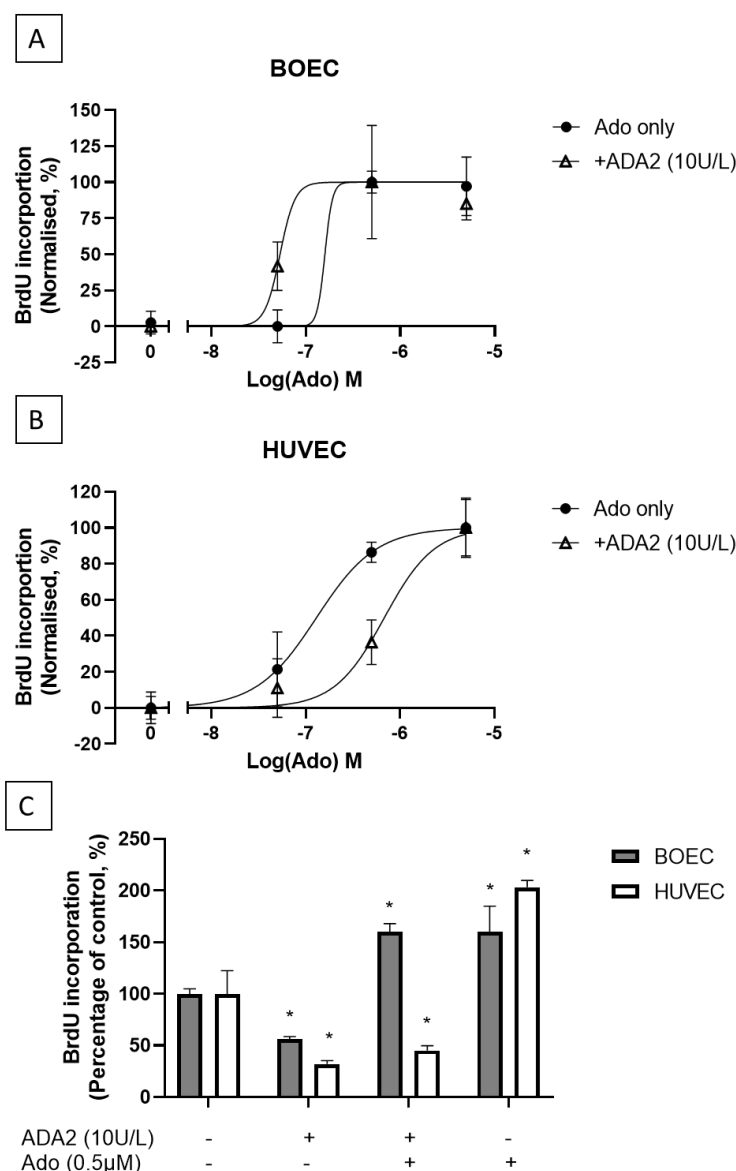 A
BOEC
BrdU incorportion
(Normalised, %)
150
125
100
75
50
25
0
-25
0
-8
-7
-6
-5
Log(Ado) M
Ado only
+ADA2 (10U/L)
B
HUVEC
BrdU incorportion
(Normalised, %)
120
100
80
60
40
20
0
-20
0
-8
-7
-6
-5
Log(Ado) M
Ado only
+ADA2 (10U/L)
C
BrdU incorporation
(Percentage of control, %)
250
200
150
100
50
0
* * * * * *
BOEC
HUVEC
ADA2 (10U/L) - + + -
Ado (0.5µM) - - + +